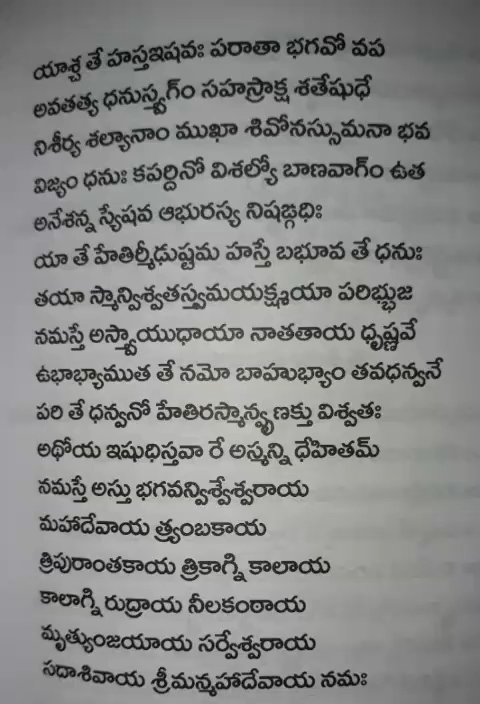 యాశ్చ తే హస్తఇషవః పరాతా భగవో వప
అవతత్య ధనుస్త్వగ్ం సహస్రాక్ష శతేషుధే
నిశీర్య శల్యానాం ముఖా శివోనస్సుమనా భవ
విజ్యం ధనుః కపర్దినో విశల్యో బాణవాగ్ం ఉత
అనేశన్న స్యేషవ ఆభురస్య నిషఙ్గధిః
యా తే హేతిర్మీడుష్టమ హస్తే బభూవ తే ధనుః
తయా స్మాన్విశ్వతస్త్వమయక్ష్మయా పరిబ్భుజ
నమస్తే అస్త్వాయుధాయా నాతతాయ ధృష్ణవే
ఉభాభ్యాముత తే నమో బాహుభ్యాం తవధన్వనే
పరి తే ధన్వనో హేతిరస్మాన్వృణక్తు విశ్వతః
అథోయ ఇషుధిస్తవా రే అస్మన్ని ధేహితమ్
నమస్తే అస్తు భగవన్విశ్వేశ్వరాయ
మహాదేవాయ త్ర్యంబకాయ
త్రిపురాంతకాయ త్రికాగ్ని కాలాయ
కాలాగ్ని రుద్రాయ నీలకంఠాయ
మృత్యుంజయాయ సర్వేశ్వరాయ
సదాశివాయ శ్రీమన్మహాదేవాయ నమః